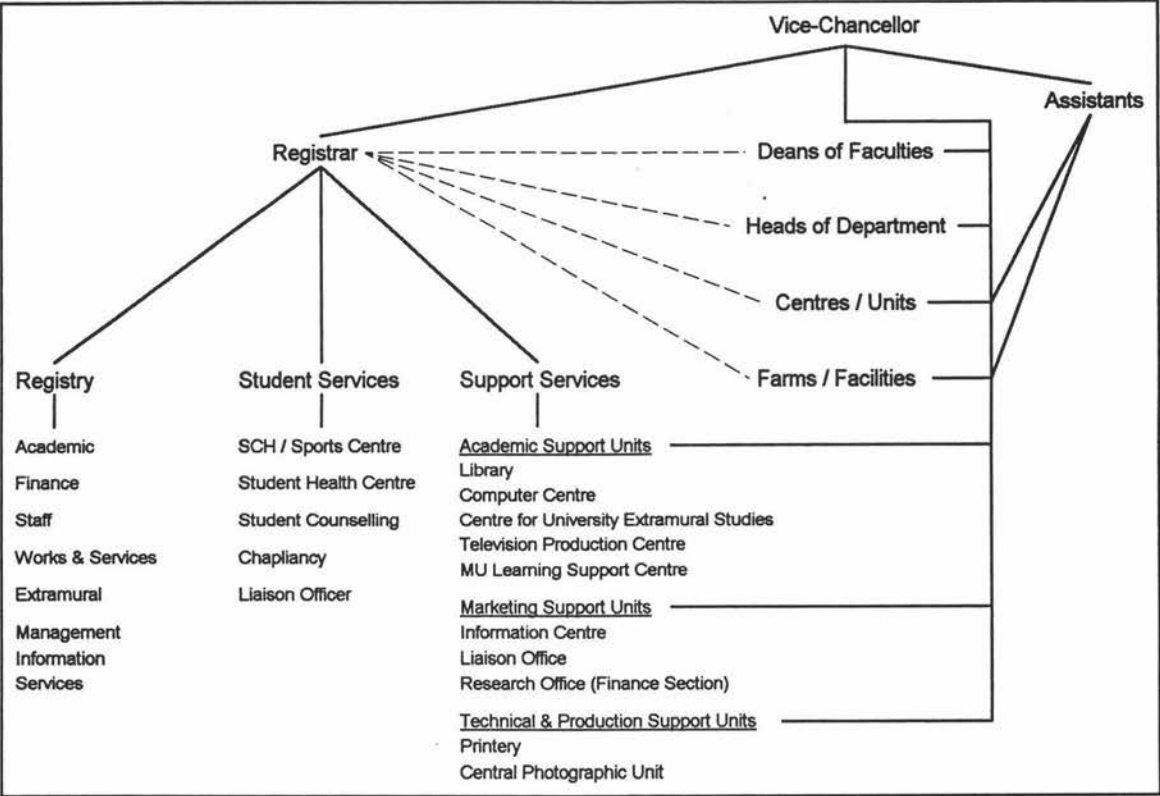 Vice-Chancellor
Assistants
Registrar
Deans of Faculties
Heads of Department
Centres / Units
Farms / Facilities
Registry
Academic
Finance
Staff
Works & Services
Extramural
Management
Information
Services
Student Services
SCH / Sports Centre
Student Health Centre
Student Counselling
Chapliancy
Liaison Officer
Support Services
Academic Support Units
Library
Computer Centre
Centre for University Extramural Studies
Television Production Centre
MU Learning Support Centre
Marketing Support Units
Information Centre
Liaison Office
Research Office (Finance Section)
Technical & Production Support Units
Printery
Central Photographic Unit